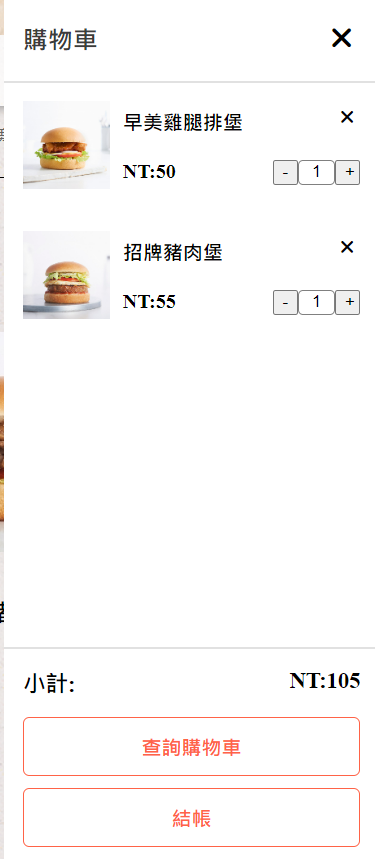 購物車
早美雞腿排堡
NT:50
- 1 +
招牌豬肉堡
NT:55
- 1 +
小計: NT:105
查詢購物車
結帳